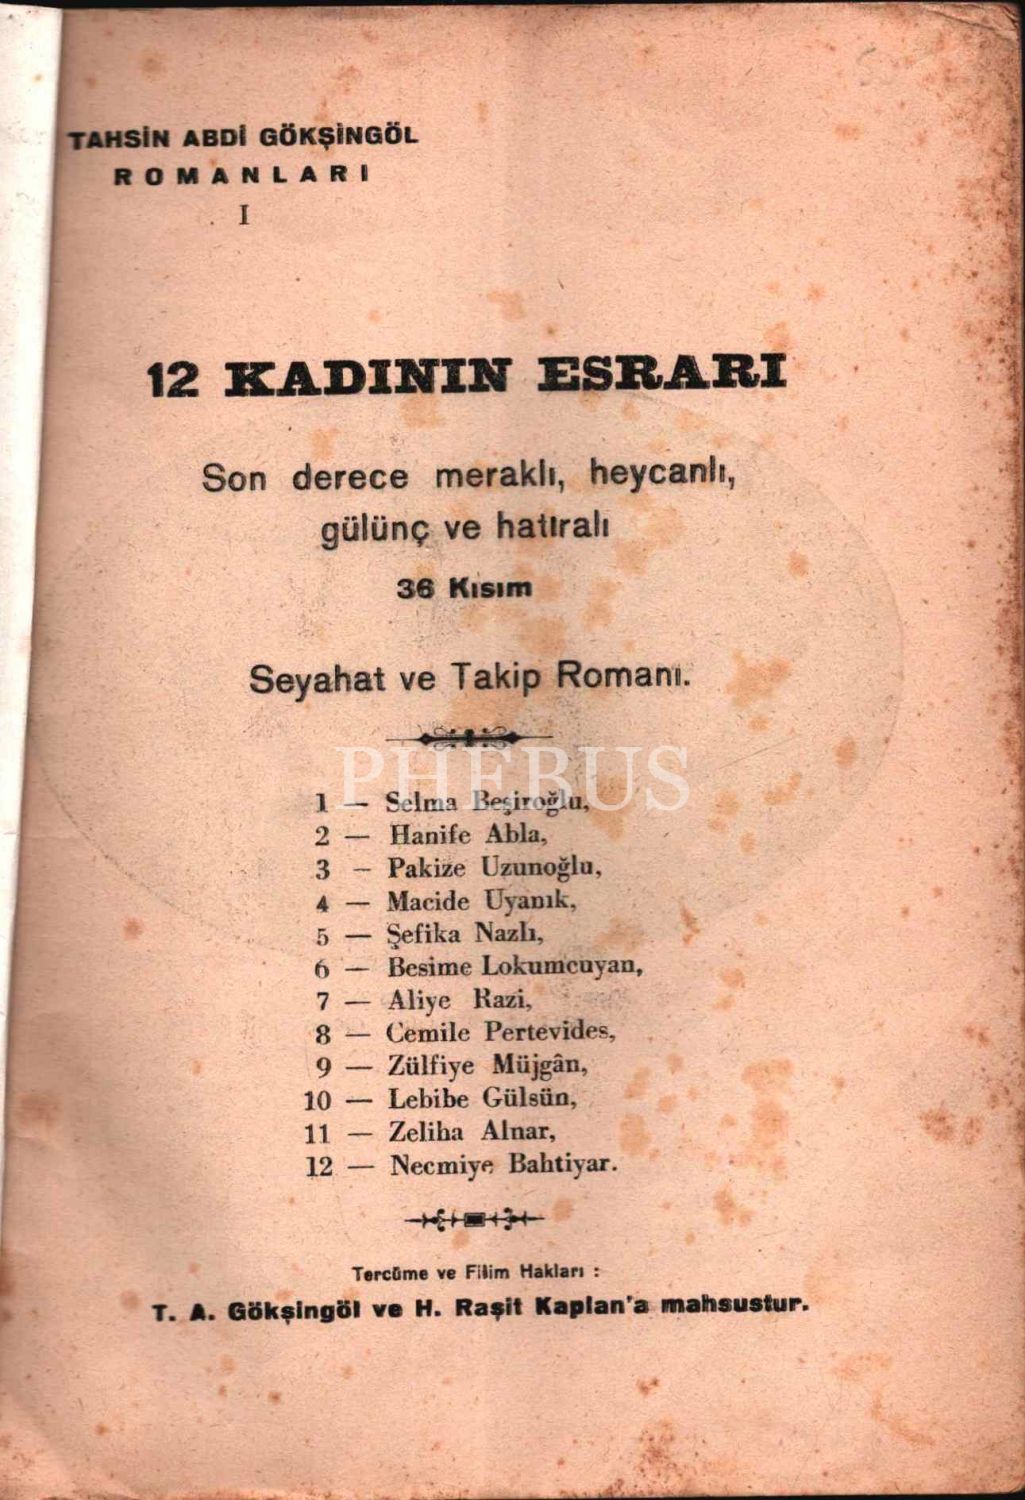 TAHSİN ABDİ GÖKŞİNGÖL
ROMANLARI
I
12 KADININ ESRARI
Son derece meraklı, heycanlı,
gülünç ve hatıralı
36 Kısım
Seyahat ve Takip Romanı.
PHEBUS
1 — Selma Beşiroğlu,
2 — Hanife Abla,
3 — Pakize Uzunoğlu,
4 — Macide Uyanık,
5 — Şefika Nazlı,
6 — Besime Lokumcuyan,
7 — Aliye Razi,
8 — Cemile Pertevides,
9 — Zülfiye Müjgân,
10 — Lebibe Gülsün,
11 — Zeliha Alnar,
12 — Necmiye Bahtiyar.
Tercüme ve Filim Hakları :
T. A. Gökşingöl ve H. Raşit Kaplan'a mahsustur.